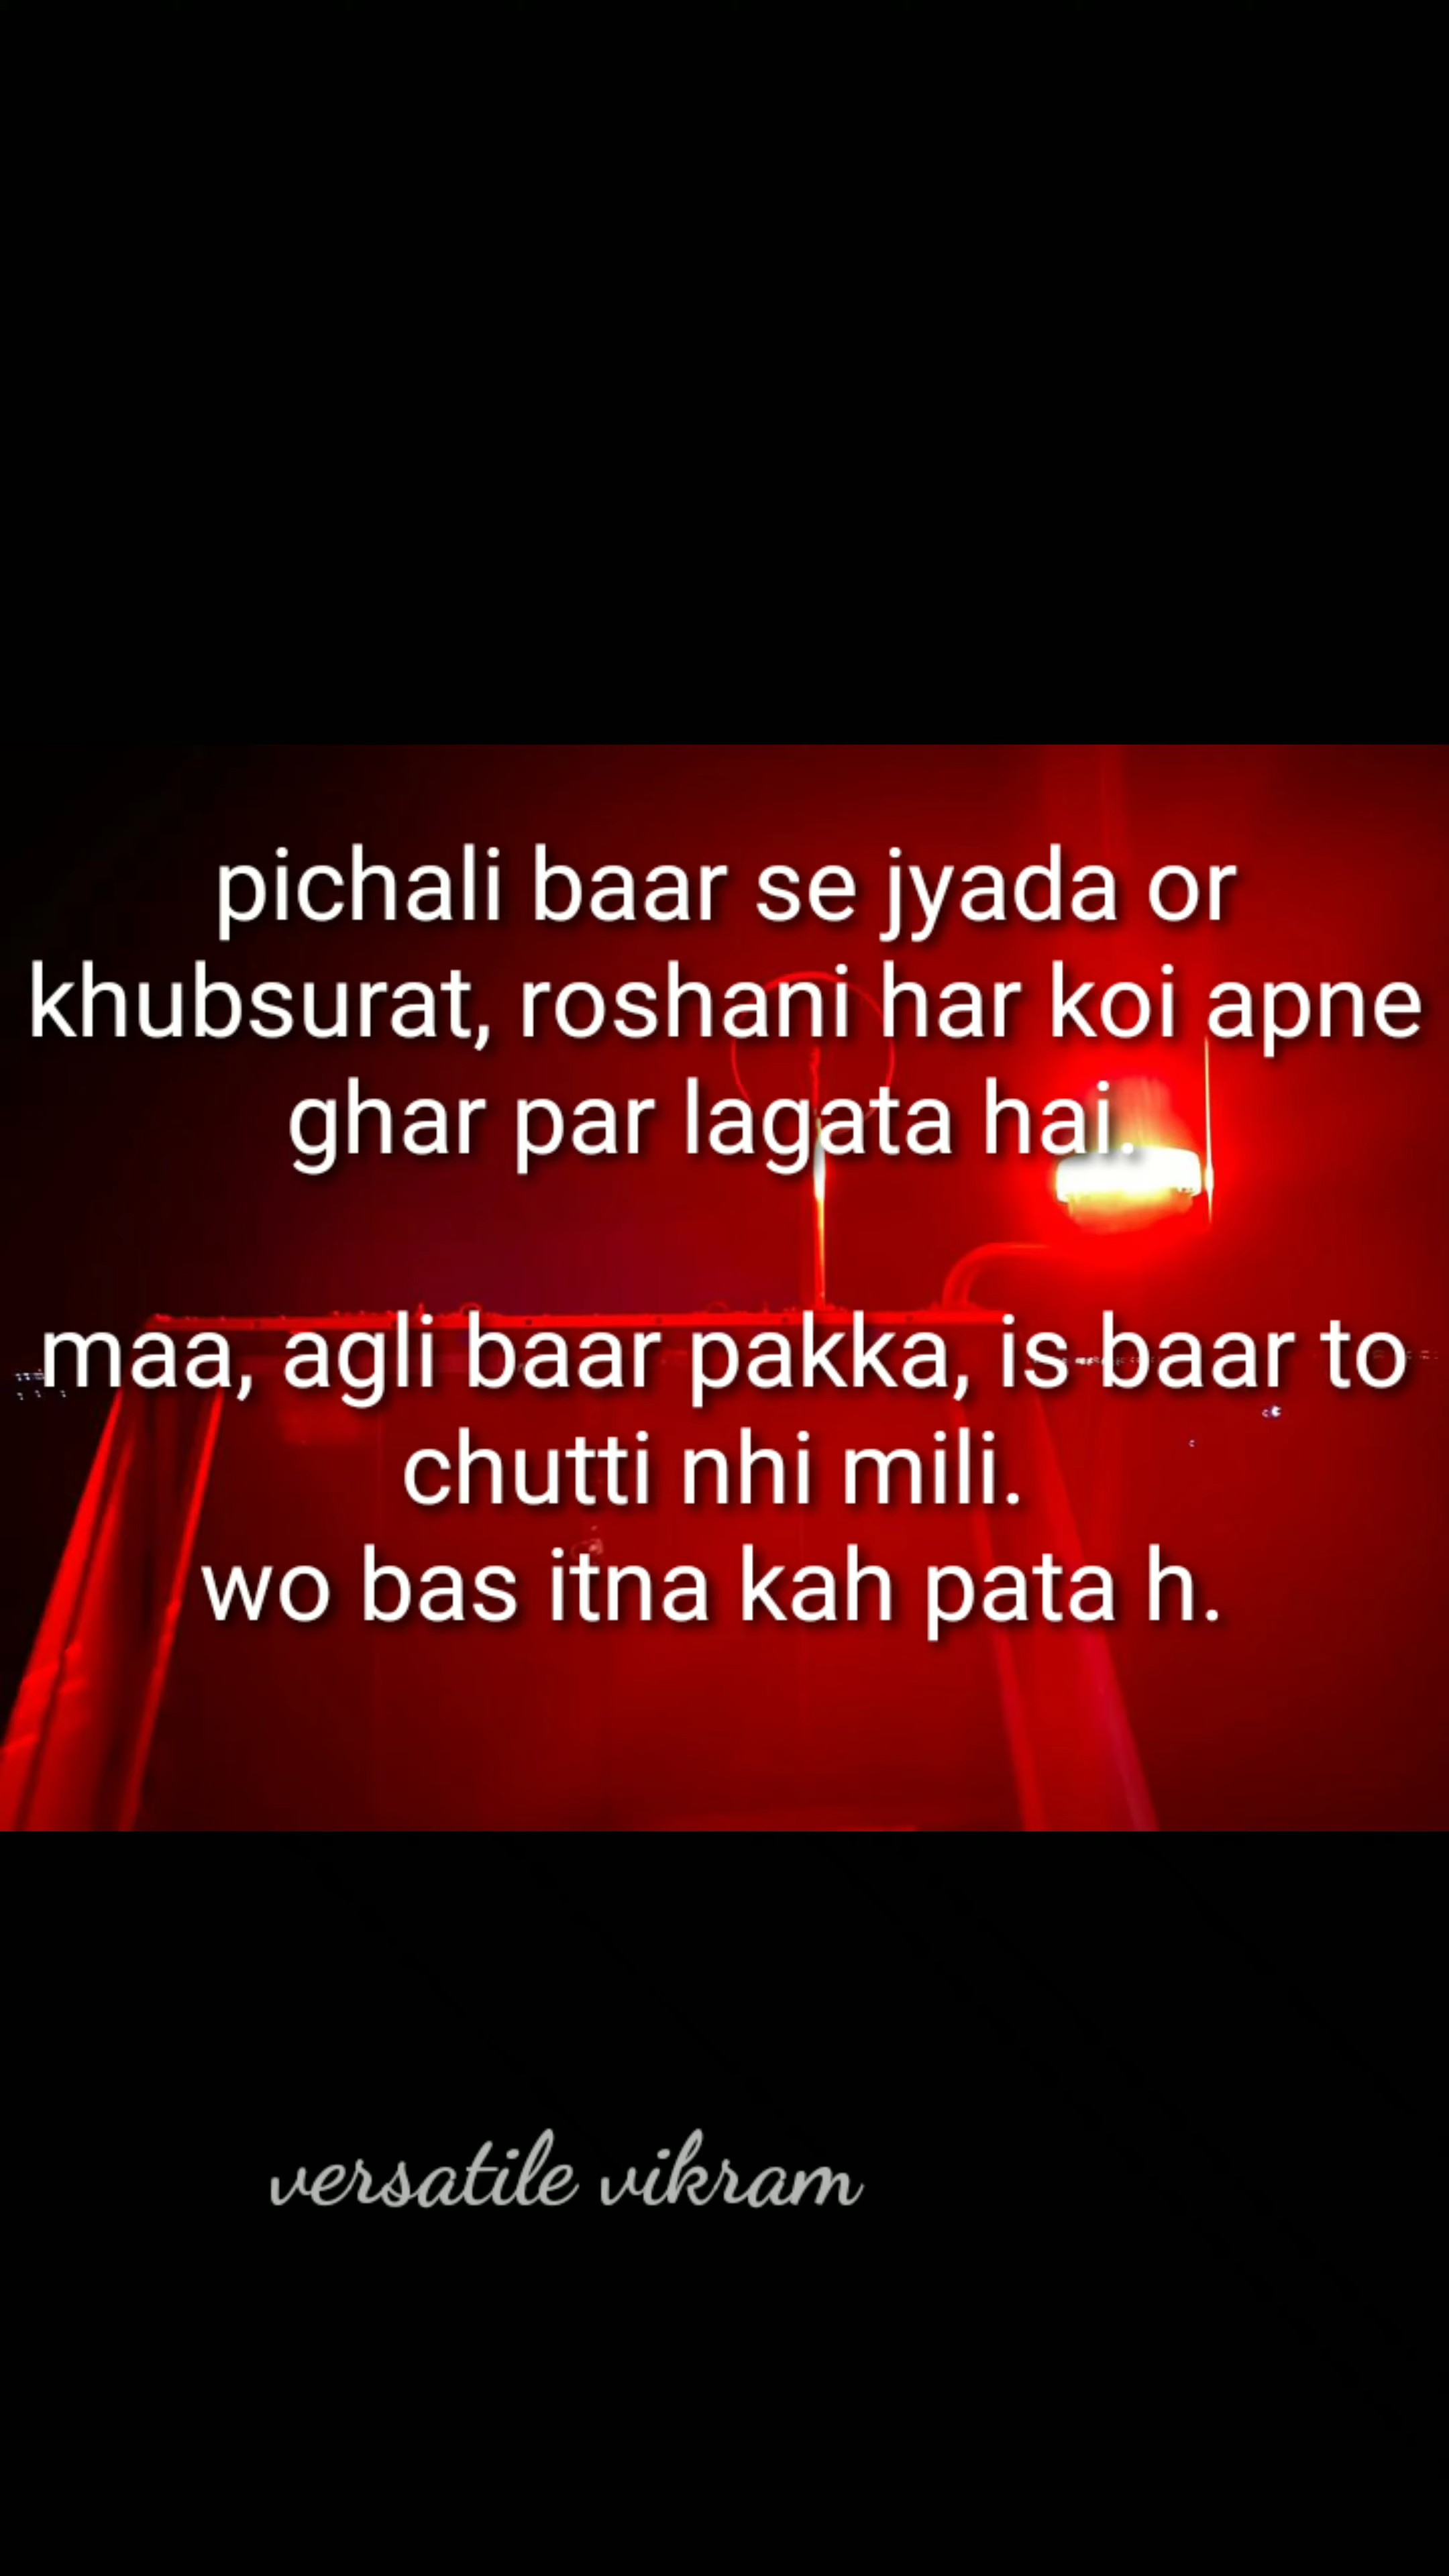 pichali baar se jyada or
khubsurat, roshani har koi apne
ghar par lagata hai.
maa, agli baar pakka, is baar to
chutti nhi mili.
wo bas itna kah pata h.
versatile vikram